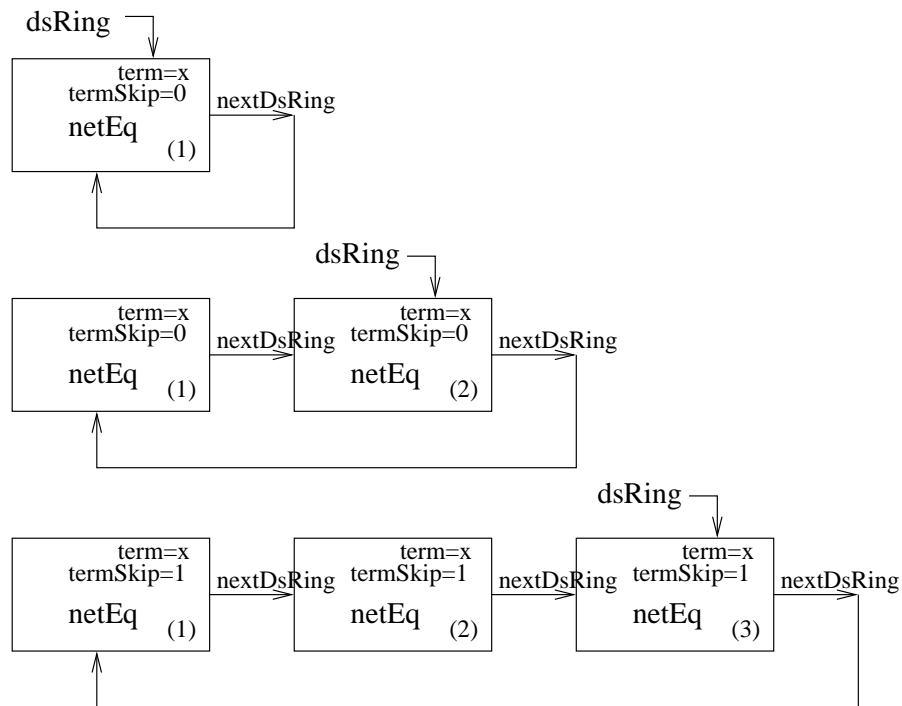 dsRing
term=x
termSkip=0
nextDsRing
netEq
(1)
dsRing
term=x
termSkip=0
nextDsRing
netEq
(1)
term=x
termSkip=0
nextDsRing
netEq
(2)
dsRing
term=x
termSkip=1
nextDsRing
netEq
(1)
term=x
termSkip=1
nextDsRing
netEq
(2)
term=x
termSkip=1
nextDsRing
netEq
(3)